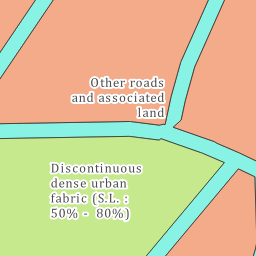 Other roads
and associated
land
Discontinuous
dense urban
fabric (S.L. :
50% - 80%)